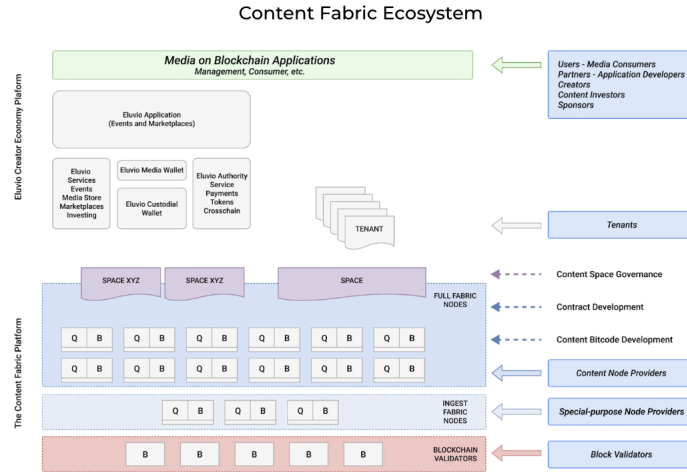 Content Fabric Ecosystem
Eluvio Creator Economy Plaform
Media on Blockchain Applications
Management, Consumer, etc.
Users - Media Consumers
Partners - Application Developers
Creators
Content Investors
Sponsors
Eluvio Application
(Events and Marketplaces)
Eluvio
Services
Events
Media Store
Marketplaces
Investing
Eluvio Media Wallet
Eluvio Custodial
Wallet
Eluvio Authority
Service
Payments
Tokens
Crosschain
TENANT
Tenants
The Content Fabric Platform
SPACE XYZ
SPACE XYZ
SPACE
Content Space Governance
FULL FABRIC
NODES
Contract Development
Q B Q B Q B Q B Q B Q B
Content Bitcode Development
Q B Q B Q B Q B Q B Q B
Content Node Providers
Q B Q B Q B
INGEST
FABRIC
NODES
Special-purpose Node Providers
B B B B B
BLOCKCHAIN
VALIDATORS
Block Validators